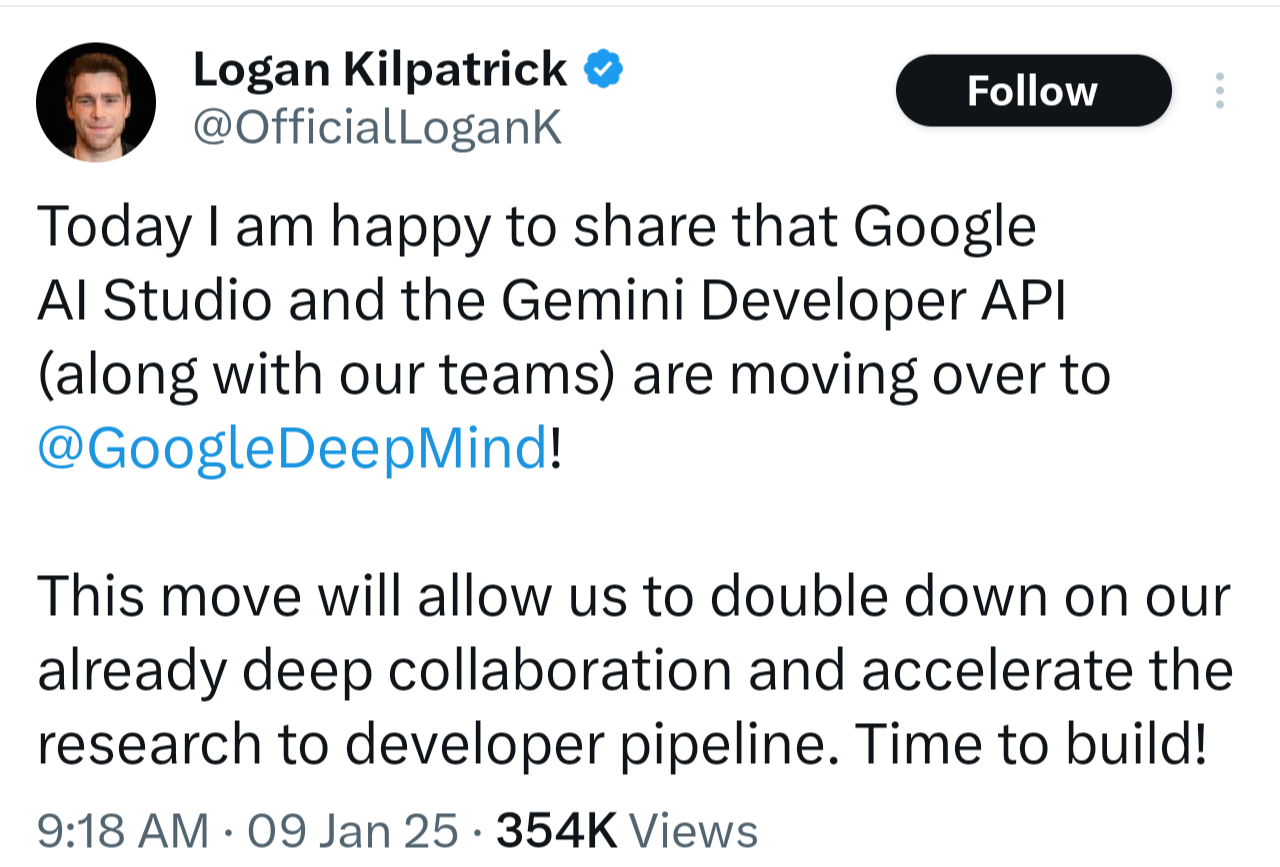 Logan Kilpatrick
@OfficialLoganK
Follow
Today I am happy to share that Google
AI Studio and the Gemini Developer API
(along with our teams) are moving over to
@GoogleDeepMind!
This move will allow us to double down on our
already deep collaboration and accelerate the
research to developer pipeline. Time to build!
9:18 AM · 09 Jan 25 · 354K Views